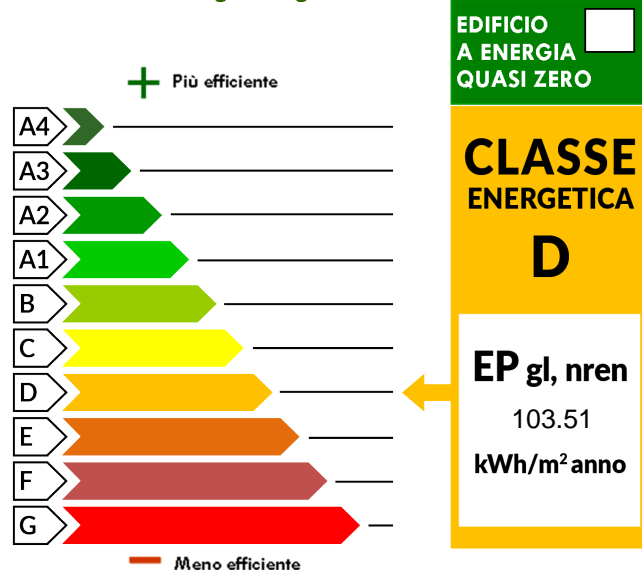 EDIFICIO
A ENERGIA
QUASI ZERO
Più efficiente
A4
A3
A2
A1
B
C
D
E
F
G
Meno efficiente
CLASSE
ENERGETICA
D
EP gl, nren
103.51
kWh/m² anno